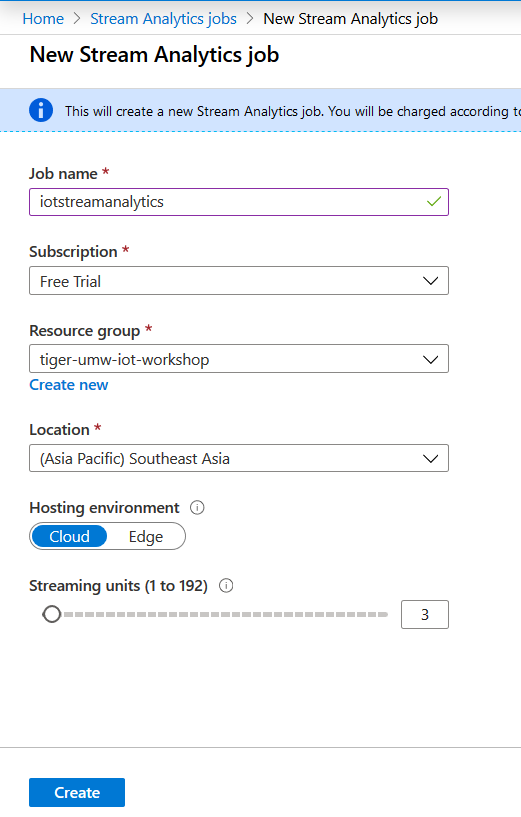 Home > Stream Analytics jobs > New Stream Analytics job
New Stream Analytics job
This will create a new Stream Analytics job. You will be charged according to
Job name *
iotstreamanalytics
Subscription *
Free Trial
Resource group *
tiger-umw-iot-workshop
Create new
Location *
(Asia Pacific) Southeast Asia
Hosting environment
Cloud Edge
Streaming units (1 to 192)
3
Create